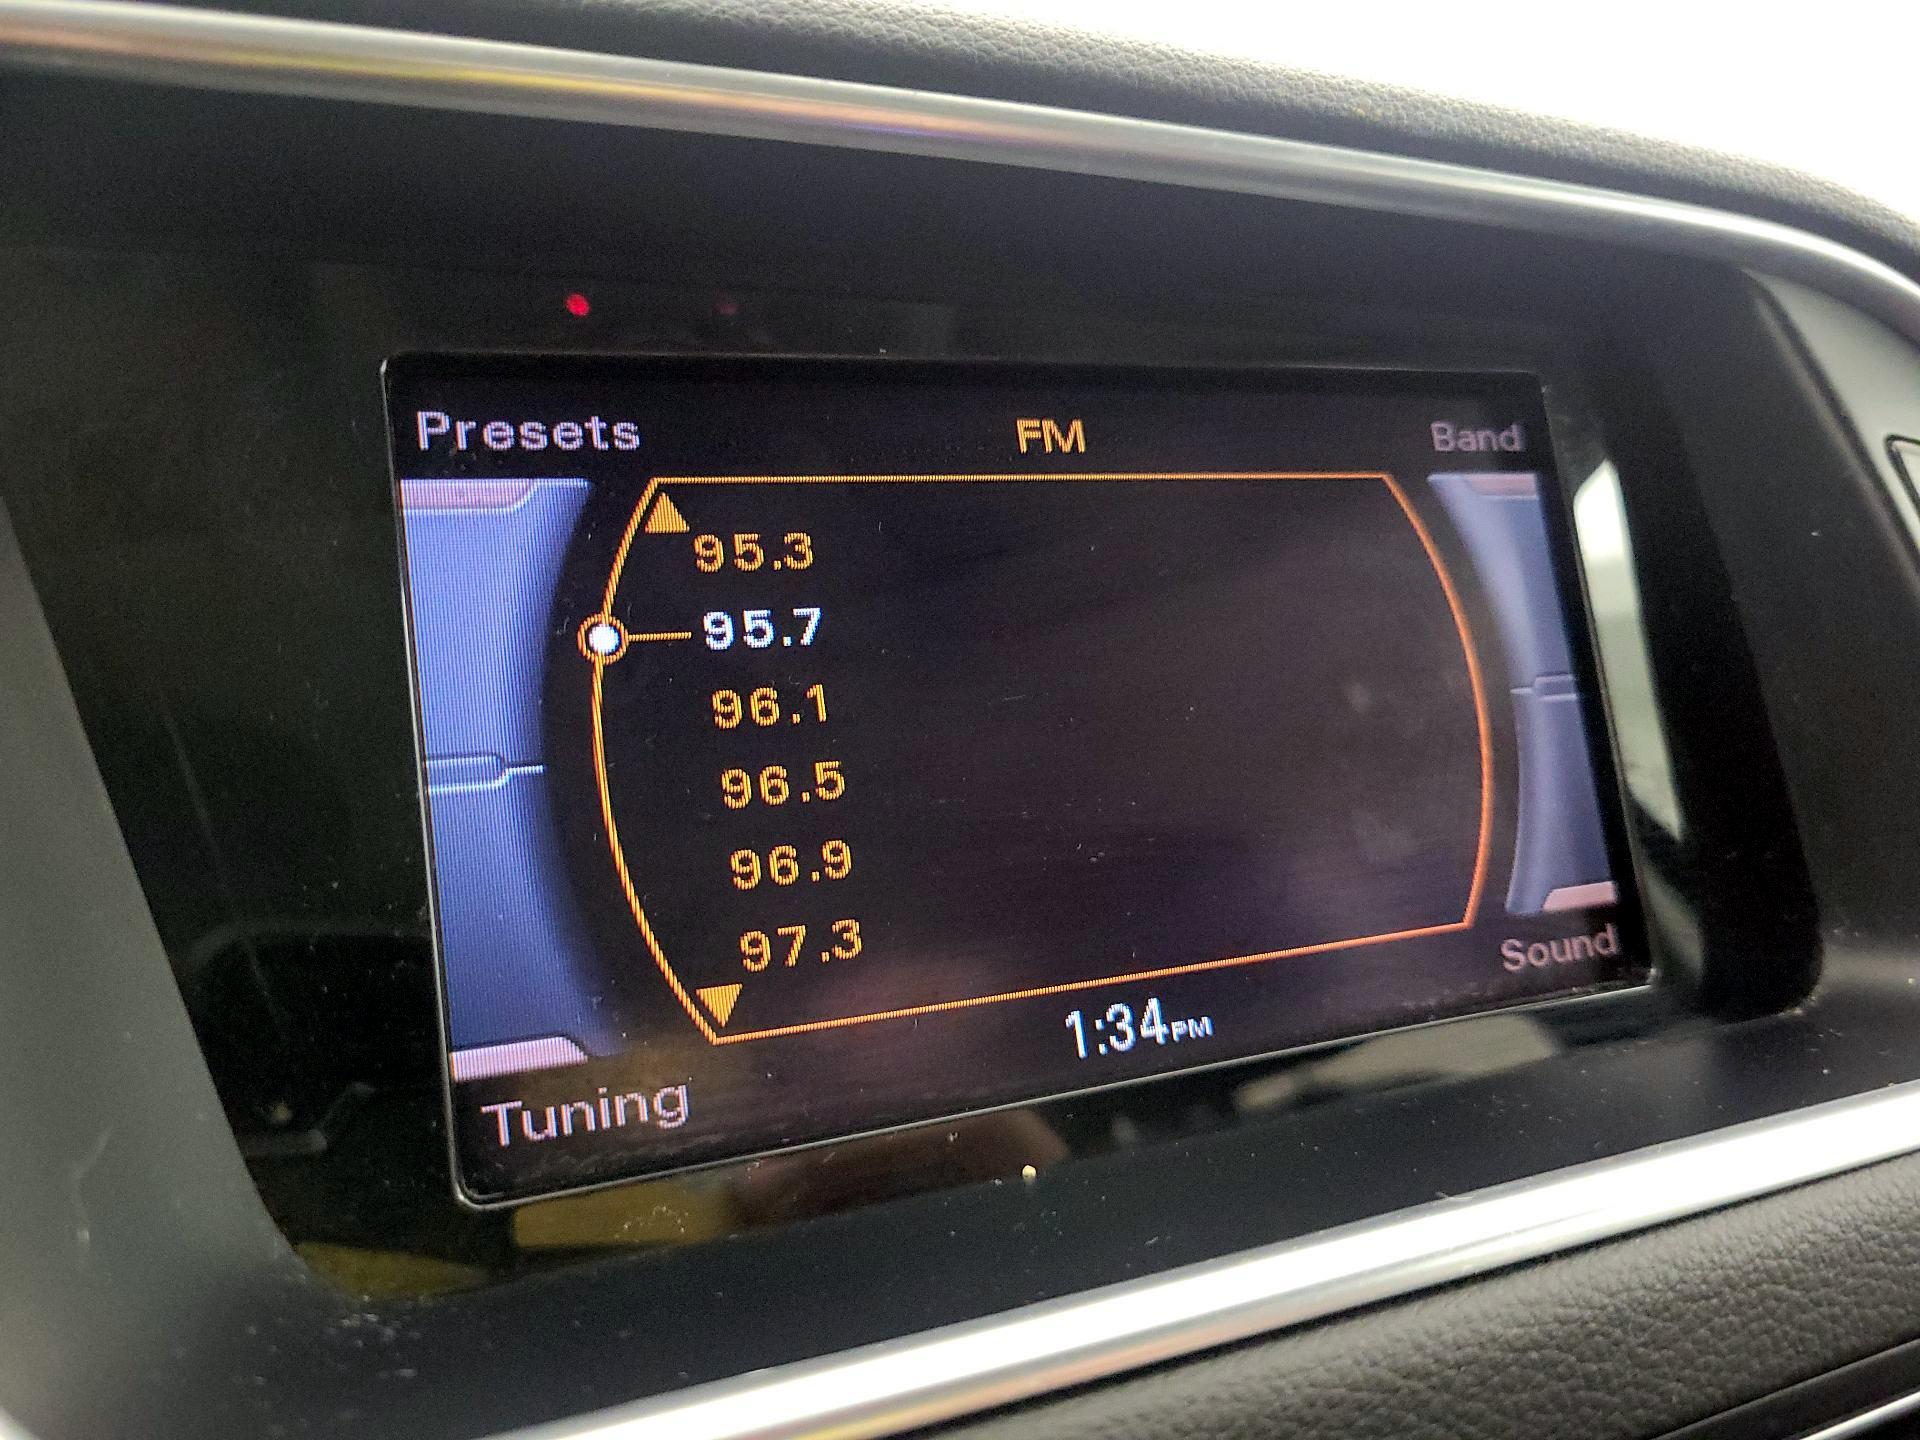 Presets FM Band
95.3
95.7
96.1
96.5
96.9
97.3
Sound
1:34PM
Tuning